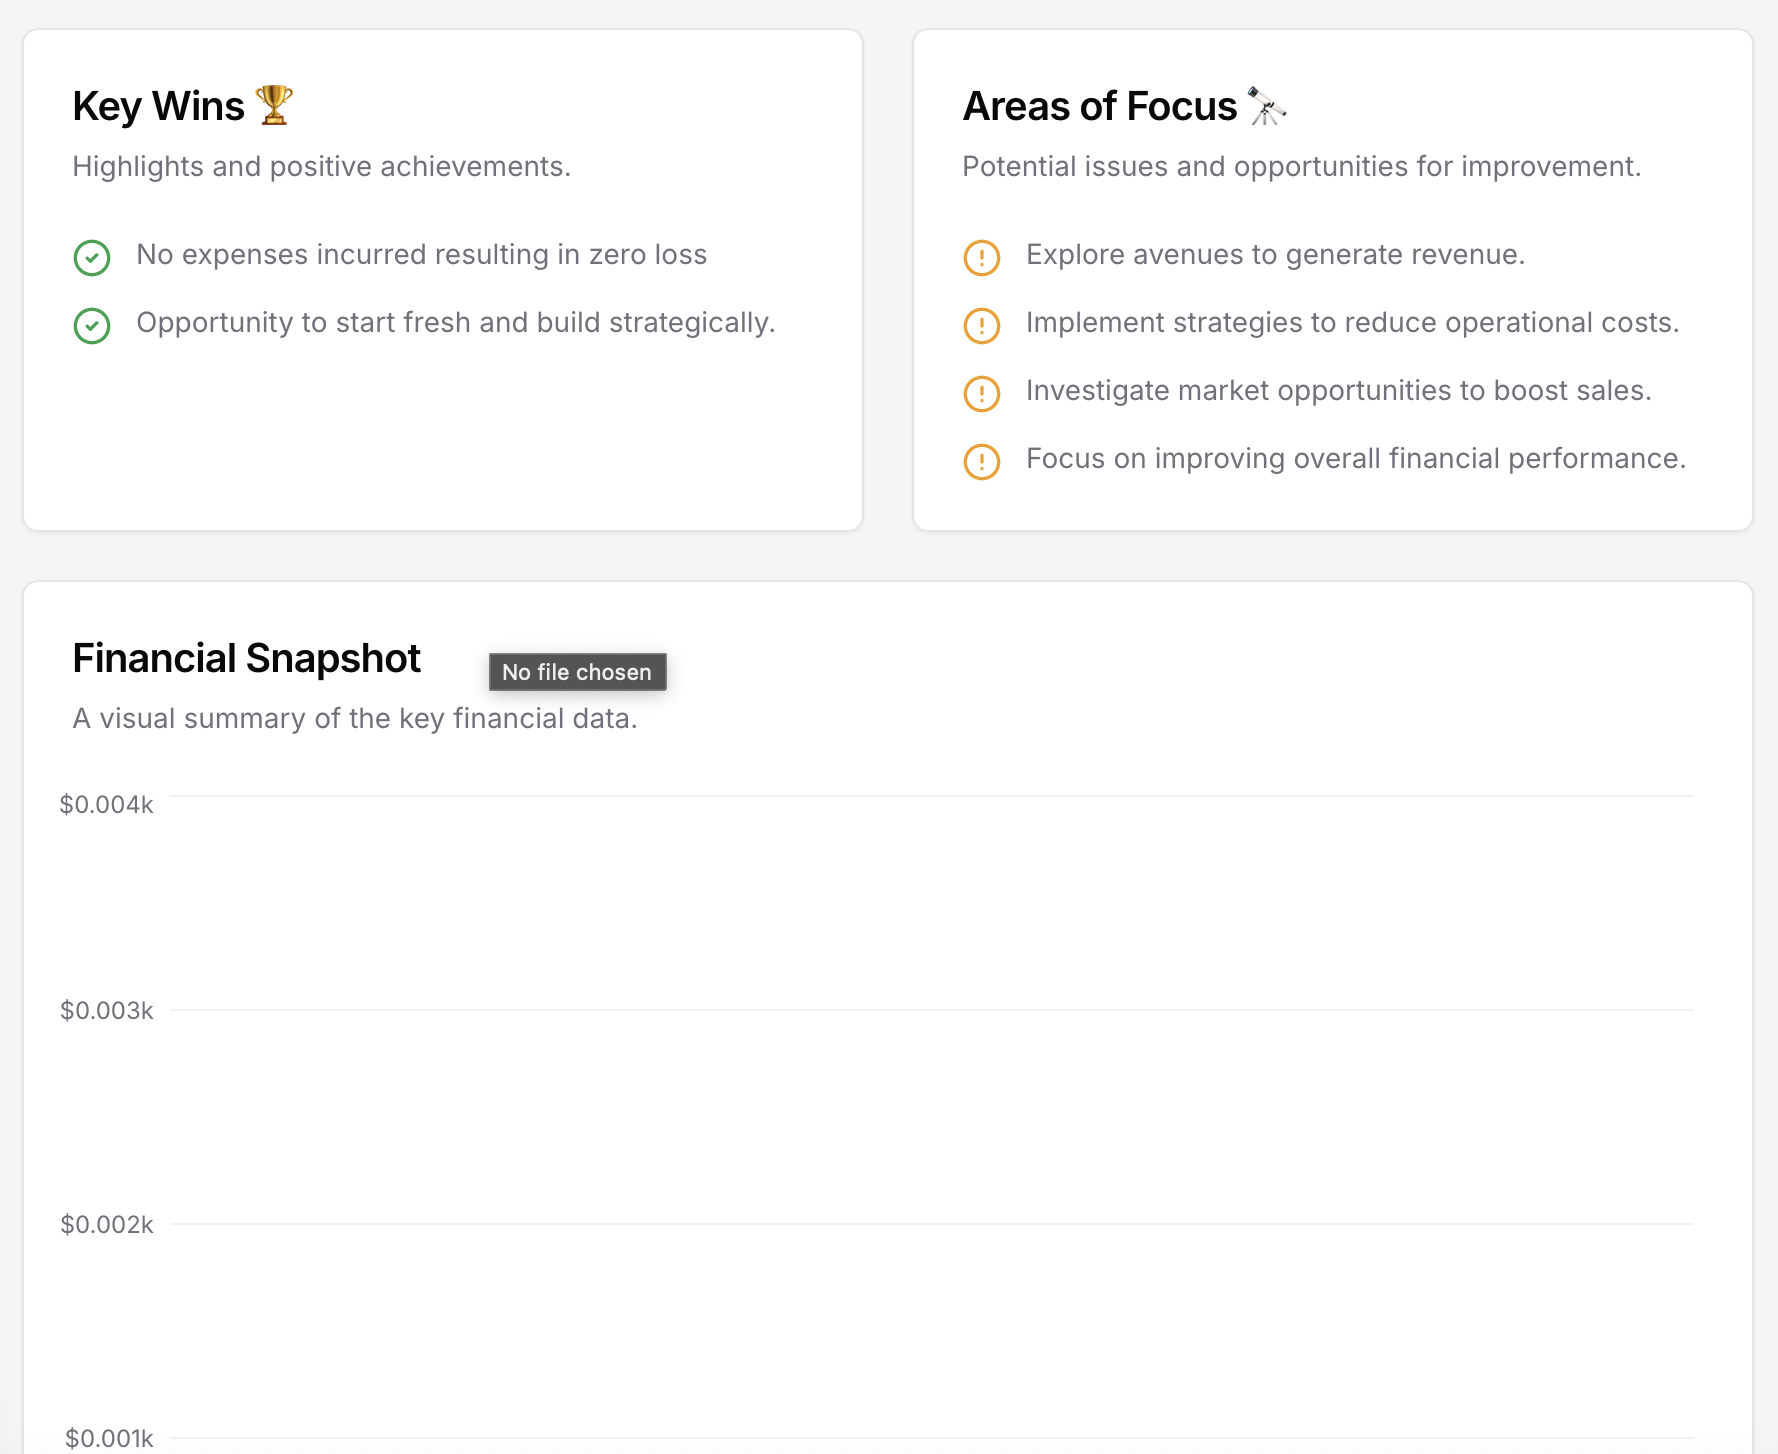 Key Wins 🏆
Highlights and positive achievements.
No expenses incurred resulting in zero loss
Opportunity to start fresh and build strategically.
Areas of Focus 🔭
Potential issues and opportunities for improvement.
Explore avenues to generate revenue.
Implement strategies to reduce operational costs.
Investigate market opportunities to boost sales.
Focus on improving overall financial performance.
Financial Snapshot
No file chosen
A visual summary of the key financial data.
$0.004k
$0.003k
$0.002k
$0.001k